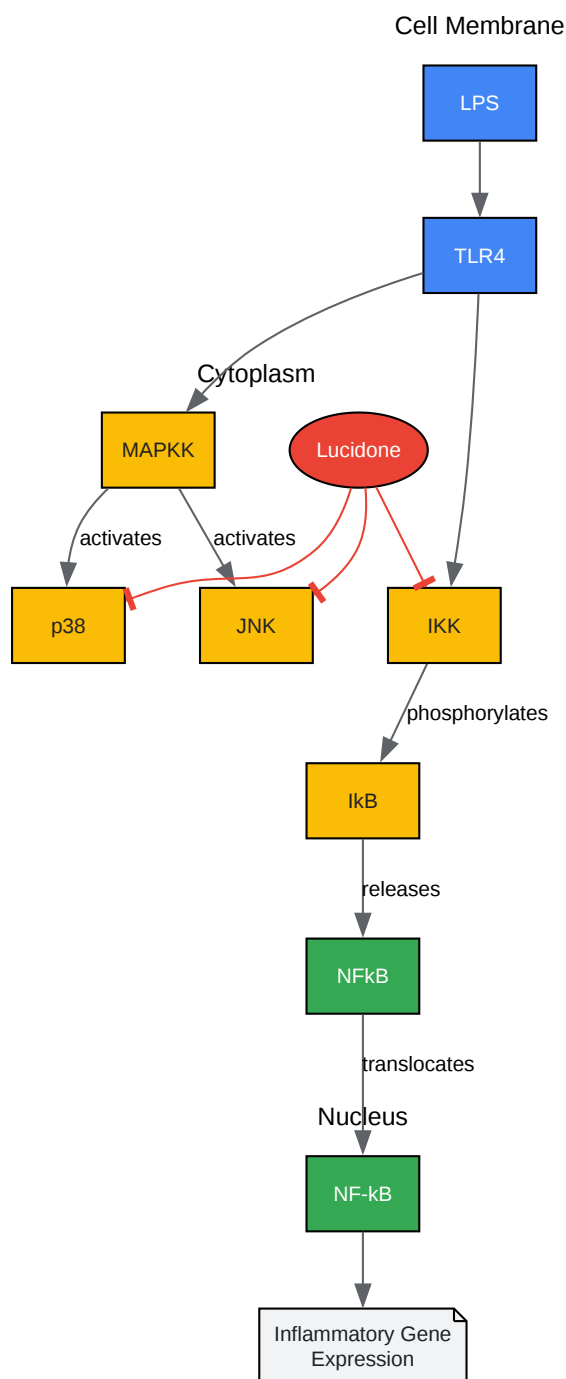 Cell Membrane
LPS
TLR4
Cytoplasm
MAPKK
Lucidone
activates
activates
p38
JNK
IKK
phosphorylates
IkB
releases
NFkB
translocates
Nucleus
NF-kB
Inflammatory Gene
Expression